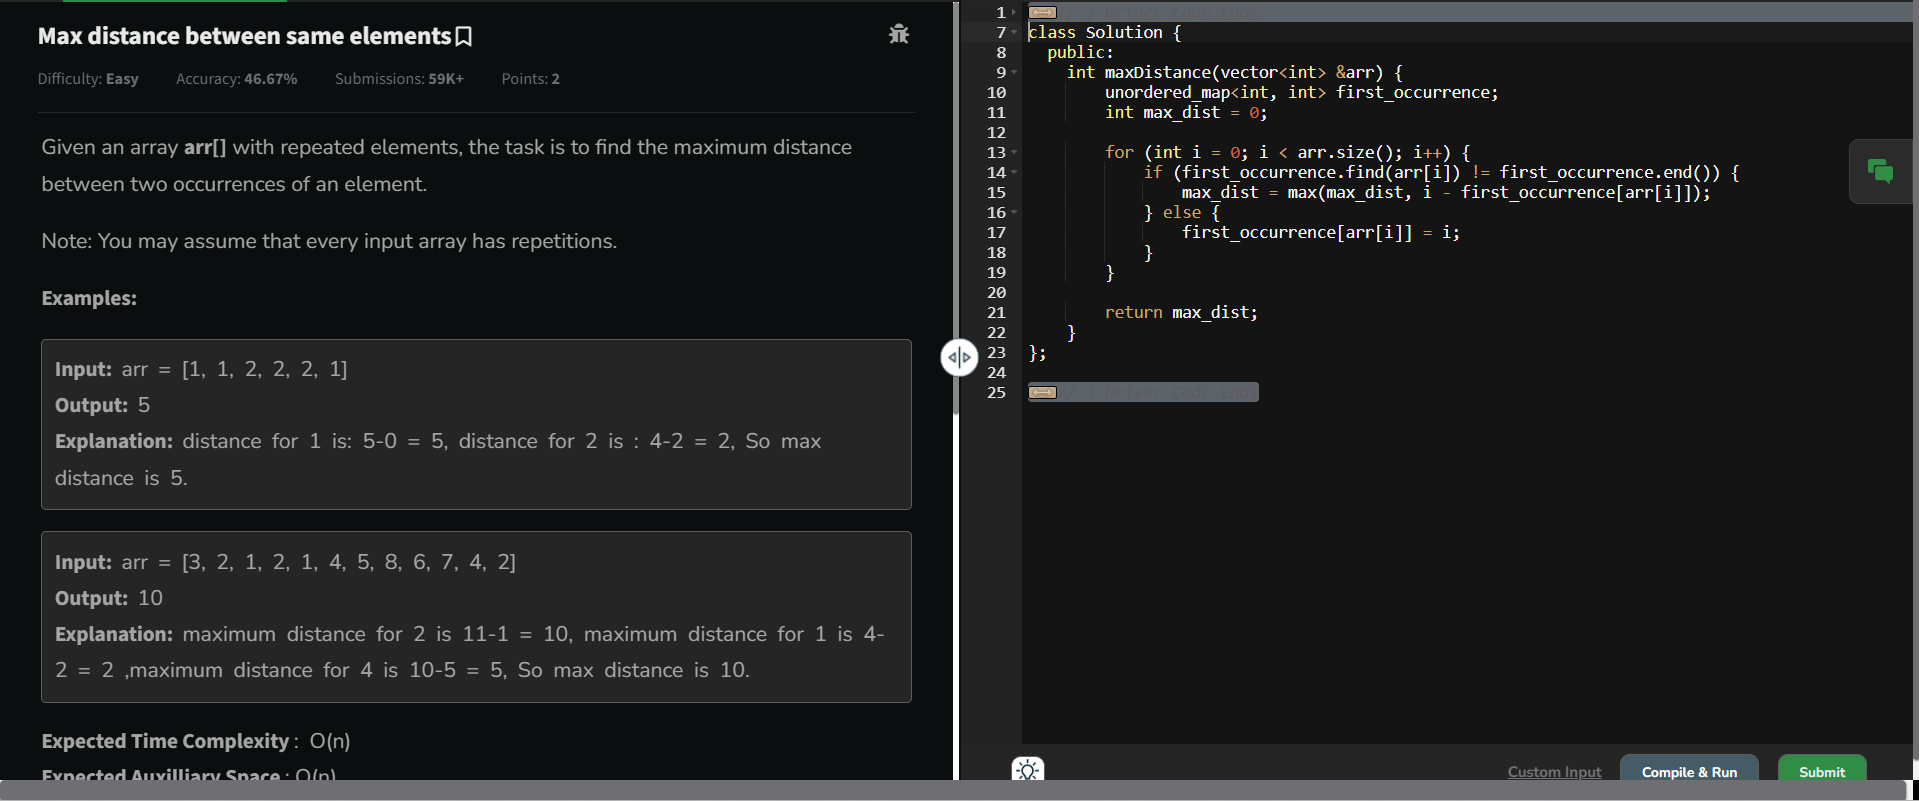 Max distance between same elements
Difficulty: Easy Accuracy: 46.67% Submissions: 59K+ Points: 2
Given an array arr[] with repeated elements, the task is to find the maximum distance
between two occurrences of an element.
Note: You may assume that every input array has repetitions.
Examples:
Input: arr = [1, 1, 2, 2, 2, 1]
Output: 5
Explanation: distance for 1 is: 5-0 = 5, distance for 2 is : 4-2 = 2, So max
distance is 5.
Input: arr = [3, 2, 1, 2, 1, 4, 5, 8, 6, 7, 4, 2]
Output: 10
Explanation: maximum distance for 2 is 11-1 = 10, maximum distance for 1 is 4-
2 = 2 ,maximum distance for 4 is 10-5 = 5, So max distance is 10.
Expected Time Complexity : O(n)
Expected Auxilliary Space : O(n)
1 // } Driver Code Ends
7 class Solution {
8 public:
9 int maxDistance(vector<int> &arr) {
10 unordered_map<int, int> first_occurrence;
11 int max_dist = 0;
12
13 for (int i = 0; i < arr.size(); i++) {
14 if (first_occurrence.find(arr[i]) != first_occurrence.end()) {
15 max_dist = max(max_dist, i - first_occurrence[arr[i]]);
16 } else {
17 first_occurrence[arr[i]] = i;
18 }
19 }
20
21 return max_dist;
22 }
23 };
24
25 // } Driver Code Ends
Custom Input Compile & Run Submit